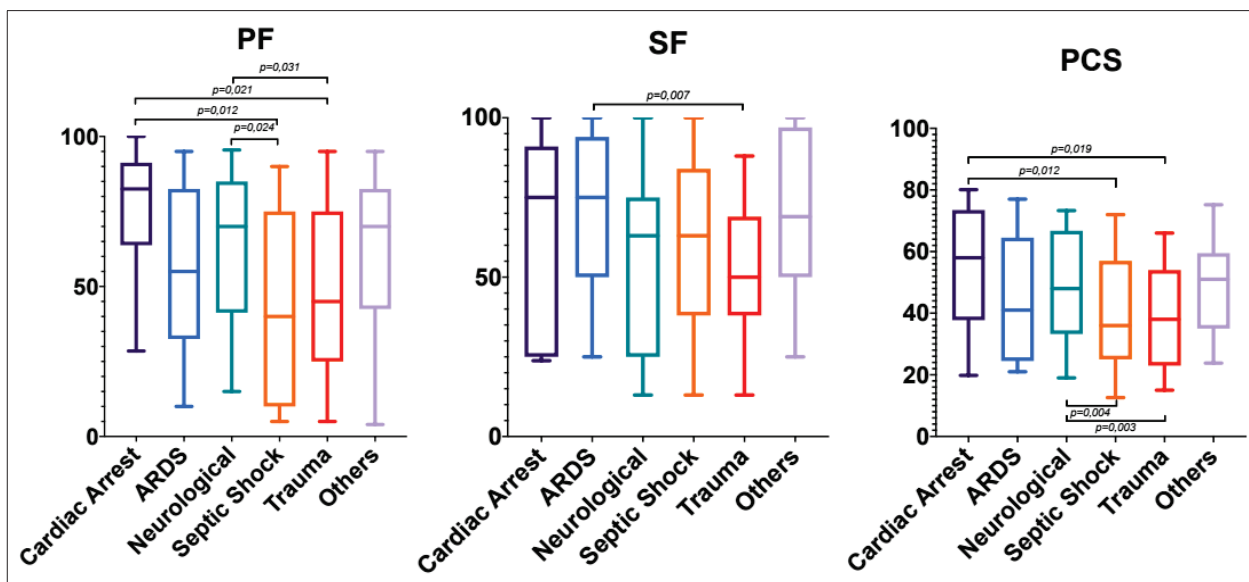 PF
p=0,031
p=0,021
p=0,012
p=0,024
100
50
0
Cardiac Arrest
ARDS
Neurological
Septic Shock
Trauma
Others
SF
p=0,007
100
50
0
Cardiac Arrest
ARDS
Neurological
Septic Shock
Trauma
Others
PCS
100
80
60
40
20
0
p=0,019
p=0,012
p=0,004
p=0,003
Cardiac Arrest
ARDS
Neurological
Septic Shock
Trauma
Others